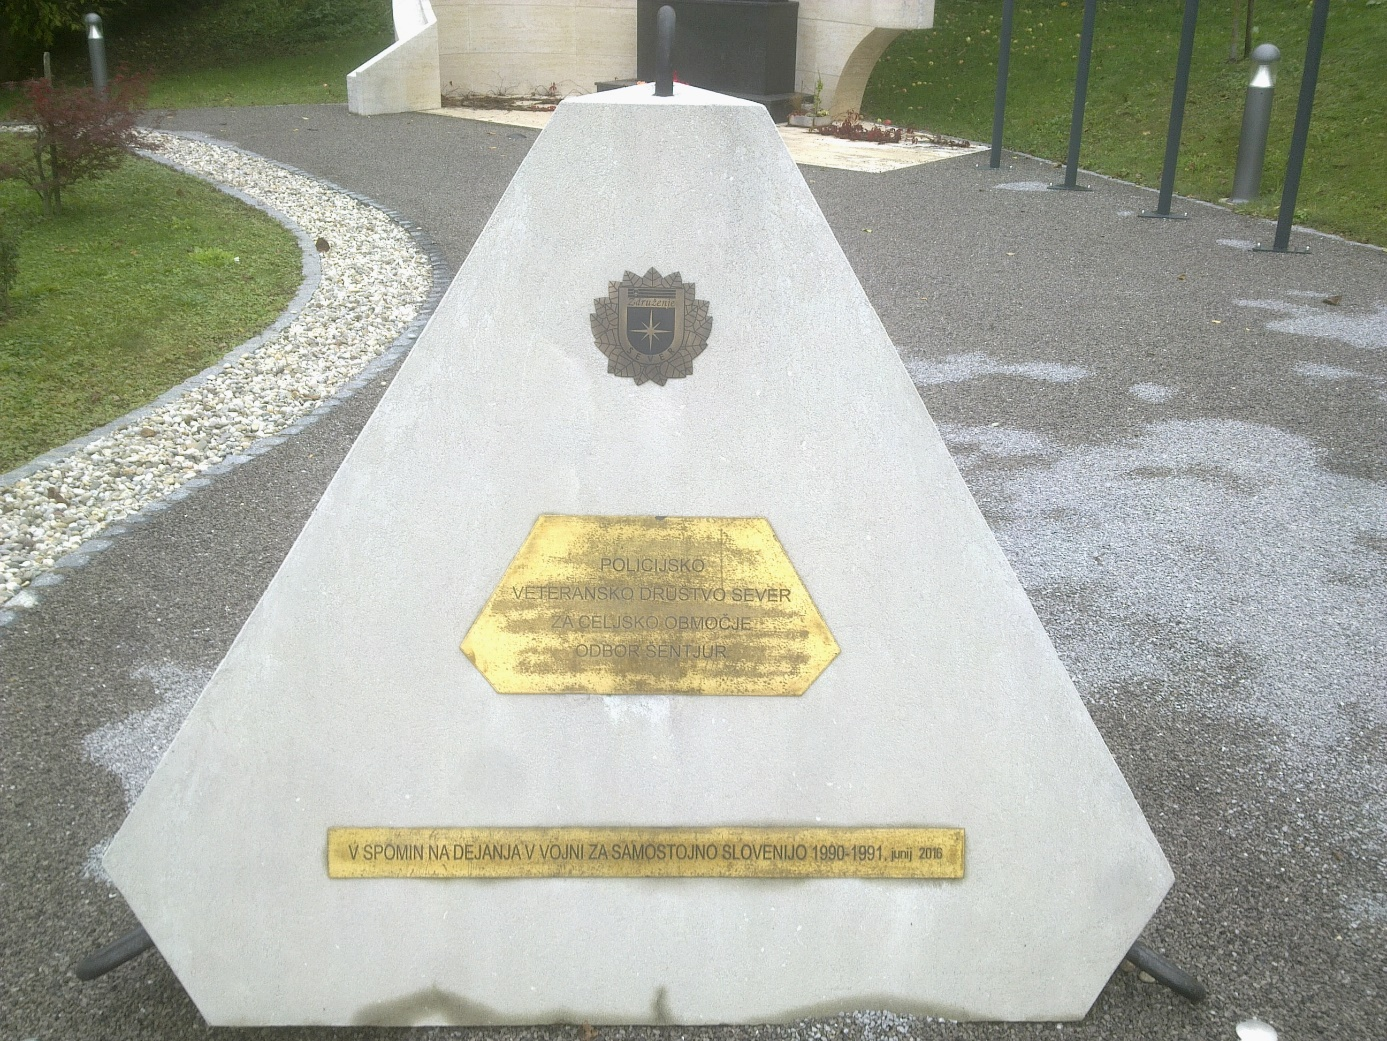 Združenje
POLICIJSKO
VETERANSKO DRUŠTVO SEVER
ZA CELJSKO OBMOČJE
ODBOR ŠENTJUR
V SPOMIN NA DEJANJA V VOJNI ZA SAMOSTOJNO SLOVENIJO 1990-1991, junij 2016